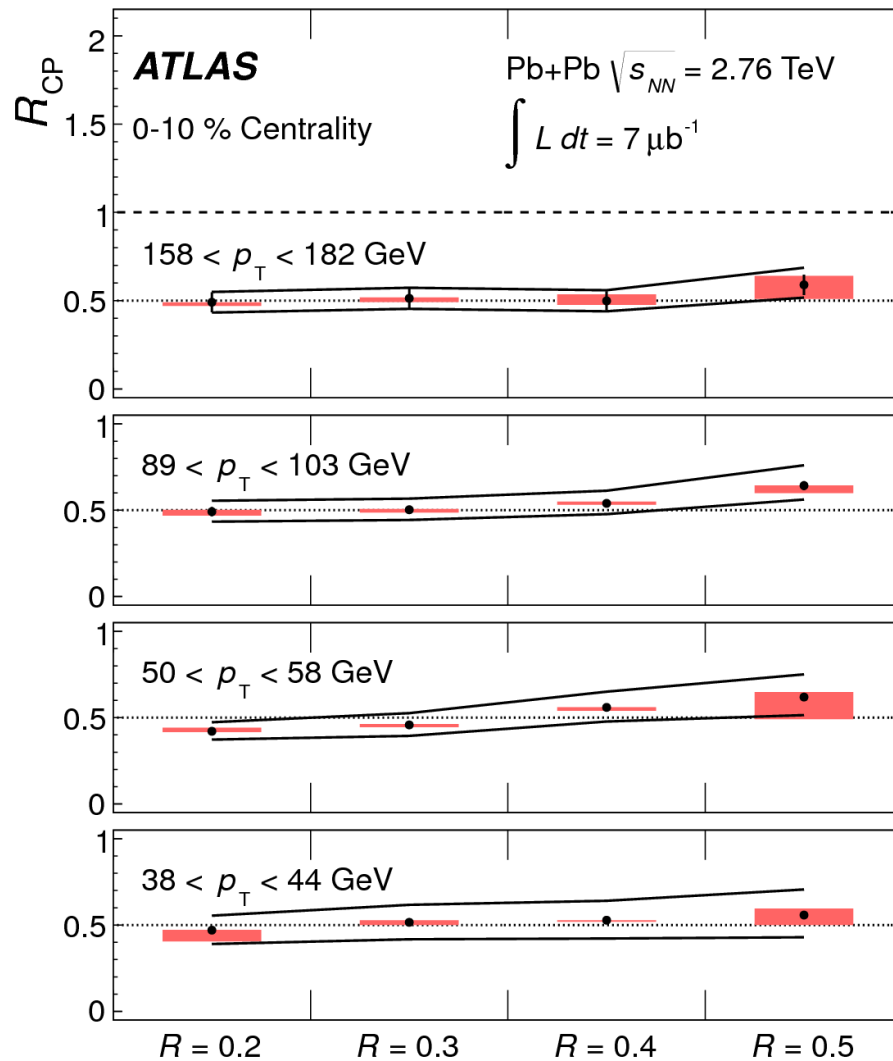 R_CP
2
1.5
1
0.5
0
ATLAS
Pb+Pb √s_NN = 2.76 TeV
0-10 % Centrality
∫ L dt = 7 μb⁻¹
158 < p_T < 182 GeV
1
0.5
0
89 < p_T < 103 GeV
1
0.5
0
50 < p_T < 58 GeV
1
0.5
0
38 < p_T < 44 GeV
R = 0.2 R = 0.3 R = 0.4 R = 0.5